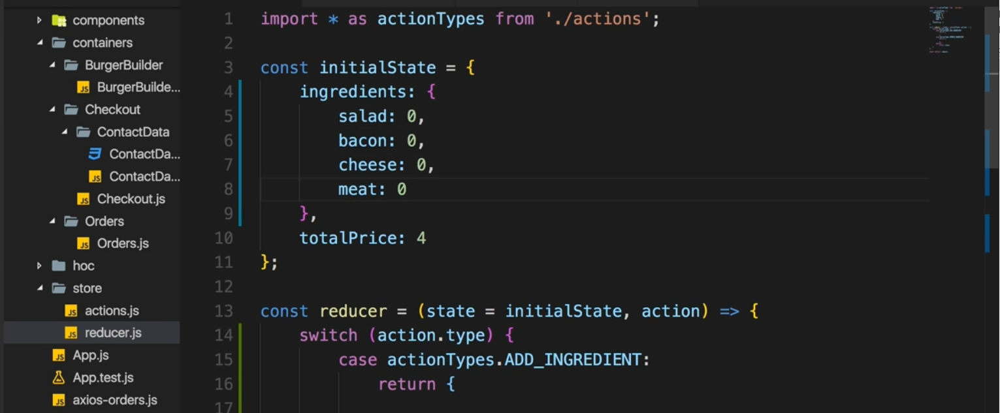 components
containers
BurgerBuilder
BurgerBuilde...
Checkout
ContactData
ContactDa...
ContactDa...
Checkout.js
Orders
Orders.js
hoc
store
actions.js
reducer.js
App.js
App.test.js
axios-orders.js
1 import * as actionTypes from './actions';
2
3 const initialState = {
4 ingredients: {
5 salad: 0,
6 bacon: 0,
7 cheese: 0,
8 meat: 0
9 },
10 totalPrice: 4
11 };
12
13 const reducer = (state = initialState, action) => {
14 switch (action.type) {
15 case actionTypes.ADD_INGREDIENT:
16 return {
17